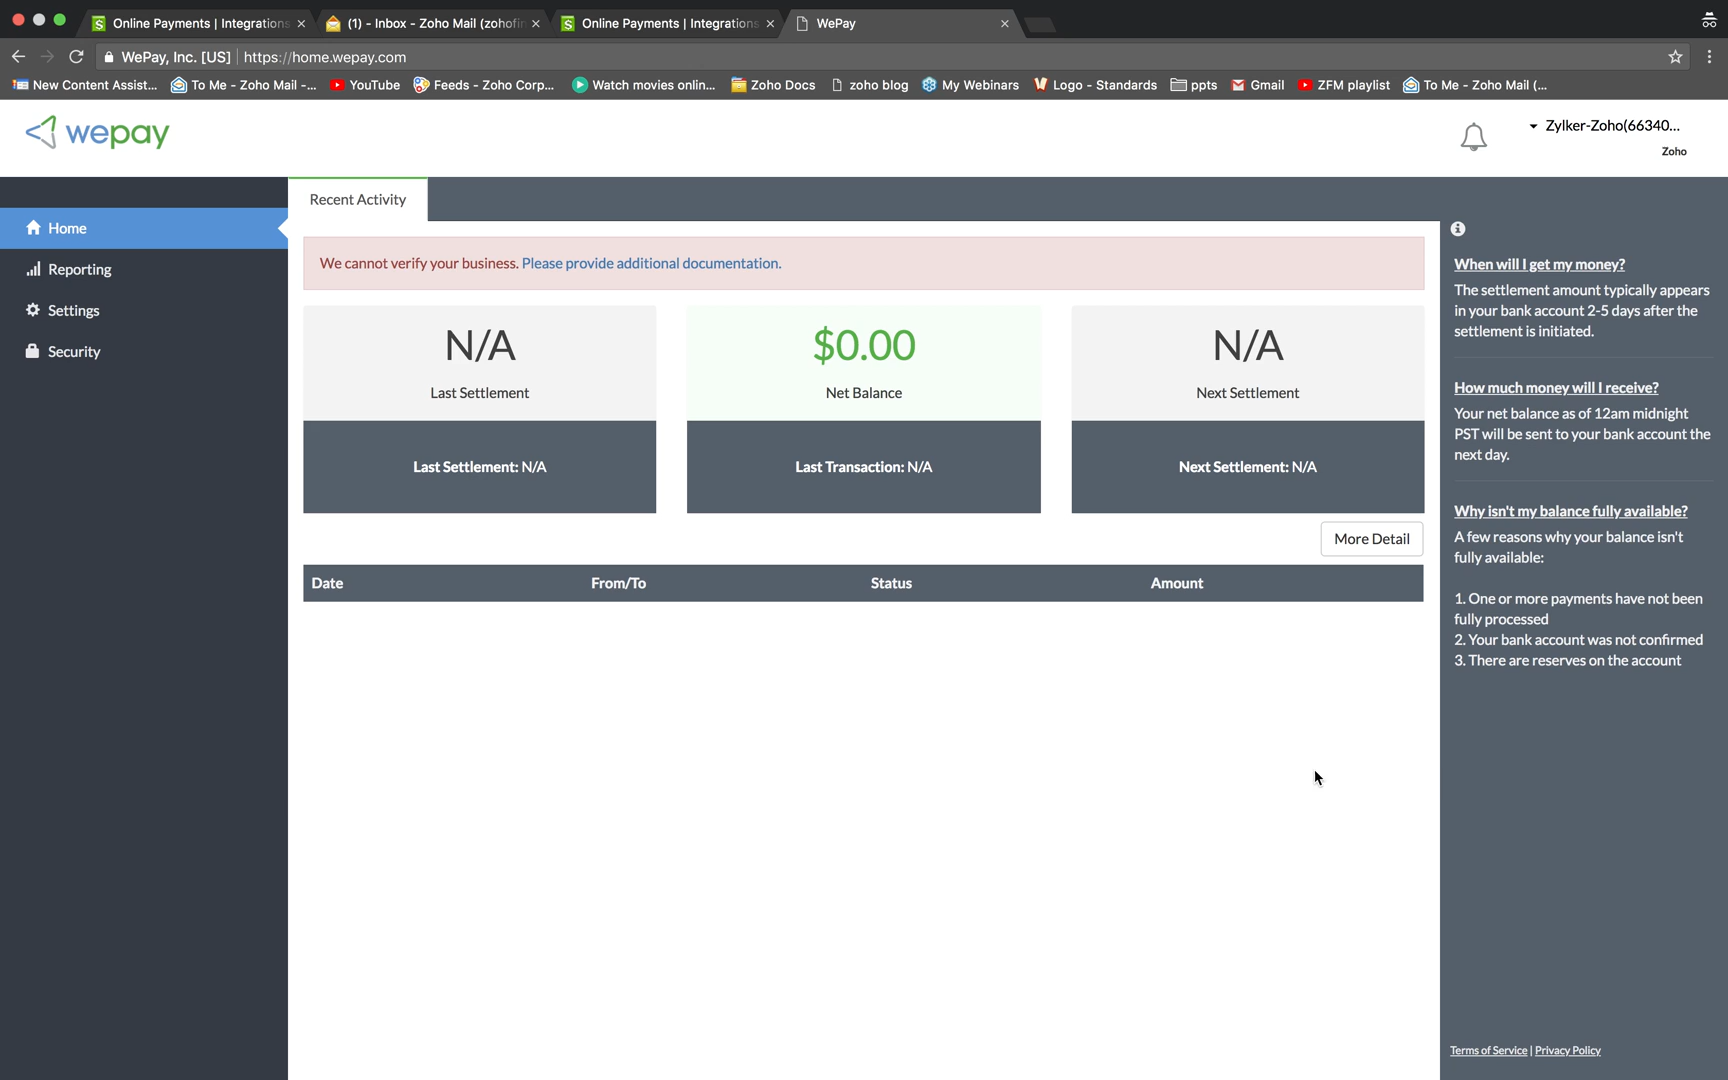 Online Payments | Integrations
(1) - Inbox - Zoho Mail (zohofin
Online Payments | Integrations
WePay
WePay, Inc. [US] | https://home.wepay.com
New Content Assist... To Me - Zoho Mail -... YouTube Feeds - Zoho Corp... Watch movies onlin... Zoho Docs zoho blog My Webinars Logo - Standards ppts Gmail ZFM playlist To Me - Zoho Mail (...
wepay
Zylker-Zoho(66340...
Zoho
Home
Reporting
Settings
Security
Recent Activity
We cannot verify your business. Please provide additional documentation.
N/A
Last Settlement
Last Settlement: N/A
$0.00
Net Balance
Last Transaction: N/A
N/A
Next Settlement
Next Settlement: N/A
More Detail
Date From/To Status Amount
When will I get my money?
The settlement amount typically appears
in your bank account 2-5 days after the
settlement is initiated.
How much money will I receive?
Your net balance as of 12am midnight
PST will be sent to your bank account the
next day.
Why isn't my balance fully available?
A few reasons why your balance isn't
fully available:
1. One or more payments have not been
fully processed
2. Your bank account was not confirmed
3. There are reserves on the account
Terms of Service | Privacy Policy